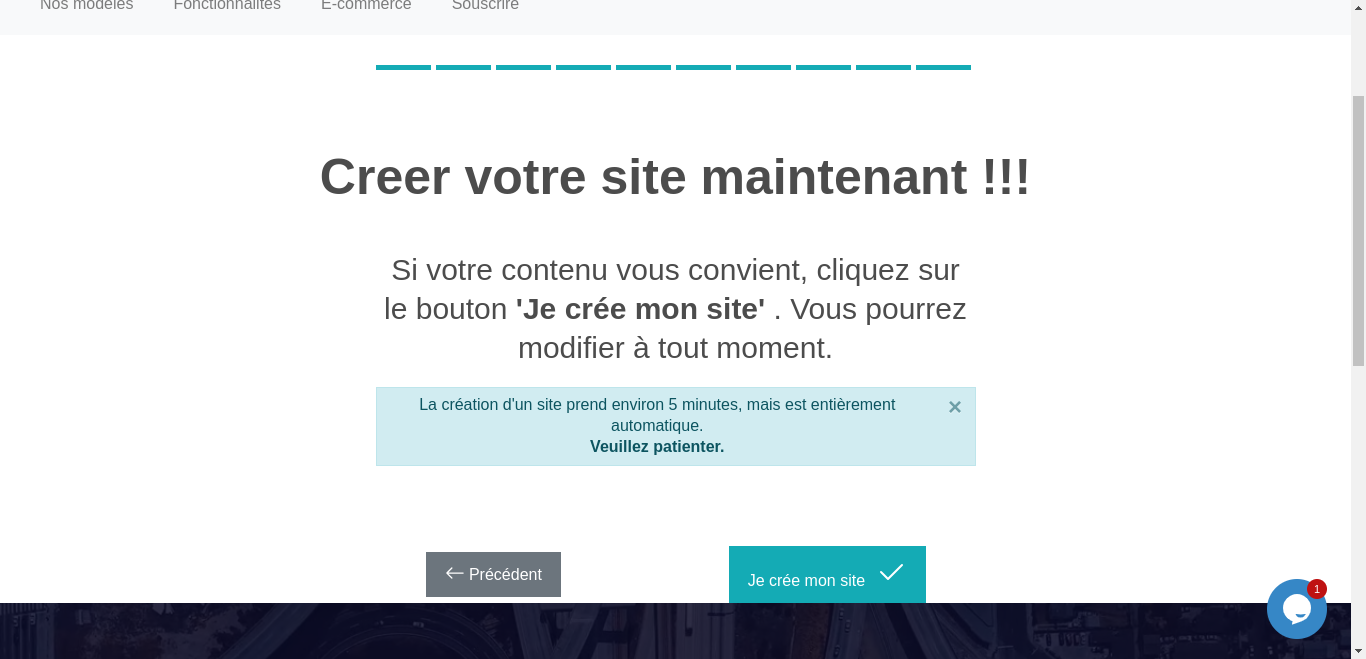 Nos modèles Fonctionnalités E-commerce Souscrire
Creer votre site maintenant !!!
Si votre contenu vous convient, cliquez sur
le bouton 'Je crée mon site' . Vous pourrez
modifier à tout moment.
La création d'un site prend environ 5 minutes, mais est entièrement
automatique.
Veuillez patienter.
×
Précédent
Je crée mon site
1